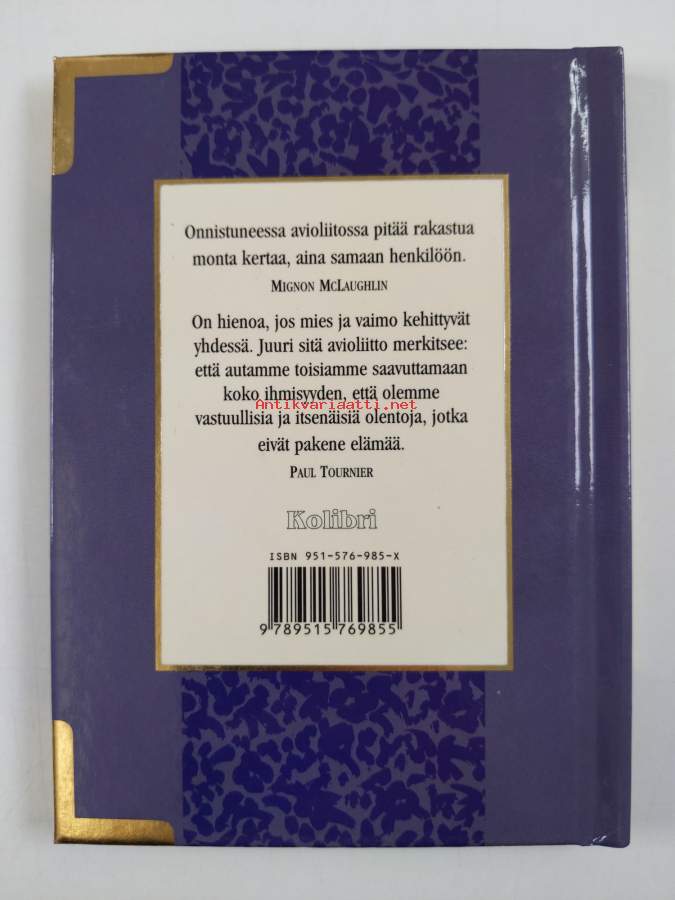 Onnistuneessa avioliitossa pitää rakastua
monta kertaa, aina samaan henkilöön.
MIGNON MCLAUGHLIN
On hienoa, jos mies ja vaimo kehittyvät
yhdessä. Juuri sitä avioliitto merkitsee:
että autamme toisiamme saavuttamaan
koko ihmisyyden, että olemme
Antikvariaatti.net
vastuullisia ja itsenäisiä olentoja, jotka
eivät pakene elämää.
PAUL TOURNIER
Kolibri
ISBN 951-576-985-X
9 789515 769855